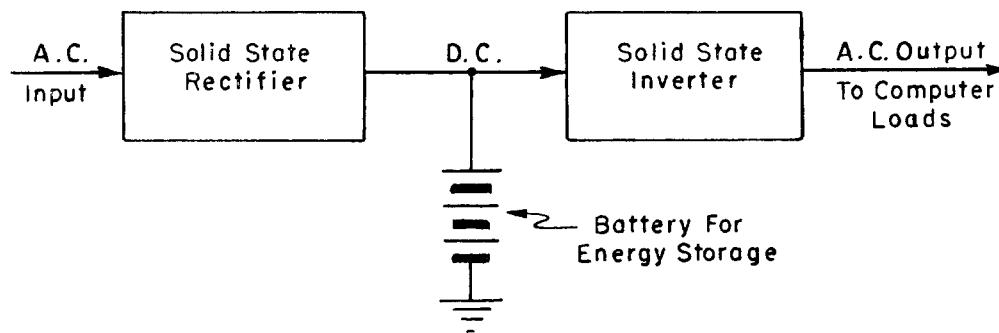 A.C.
Input
Solid State
Rectifier
D.C.
Solid State
Inverter
A.C. Output
To Computer
Loads
Battery For
Energy Storage